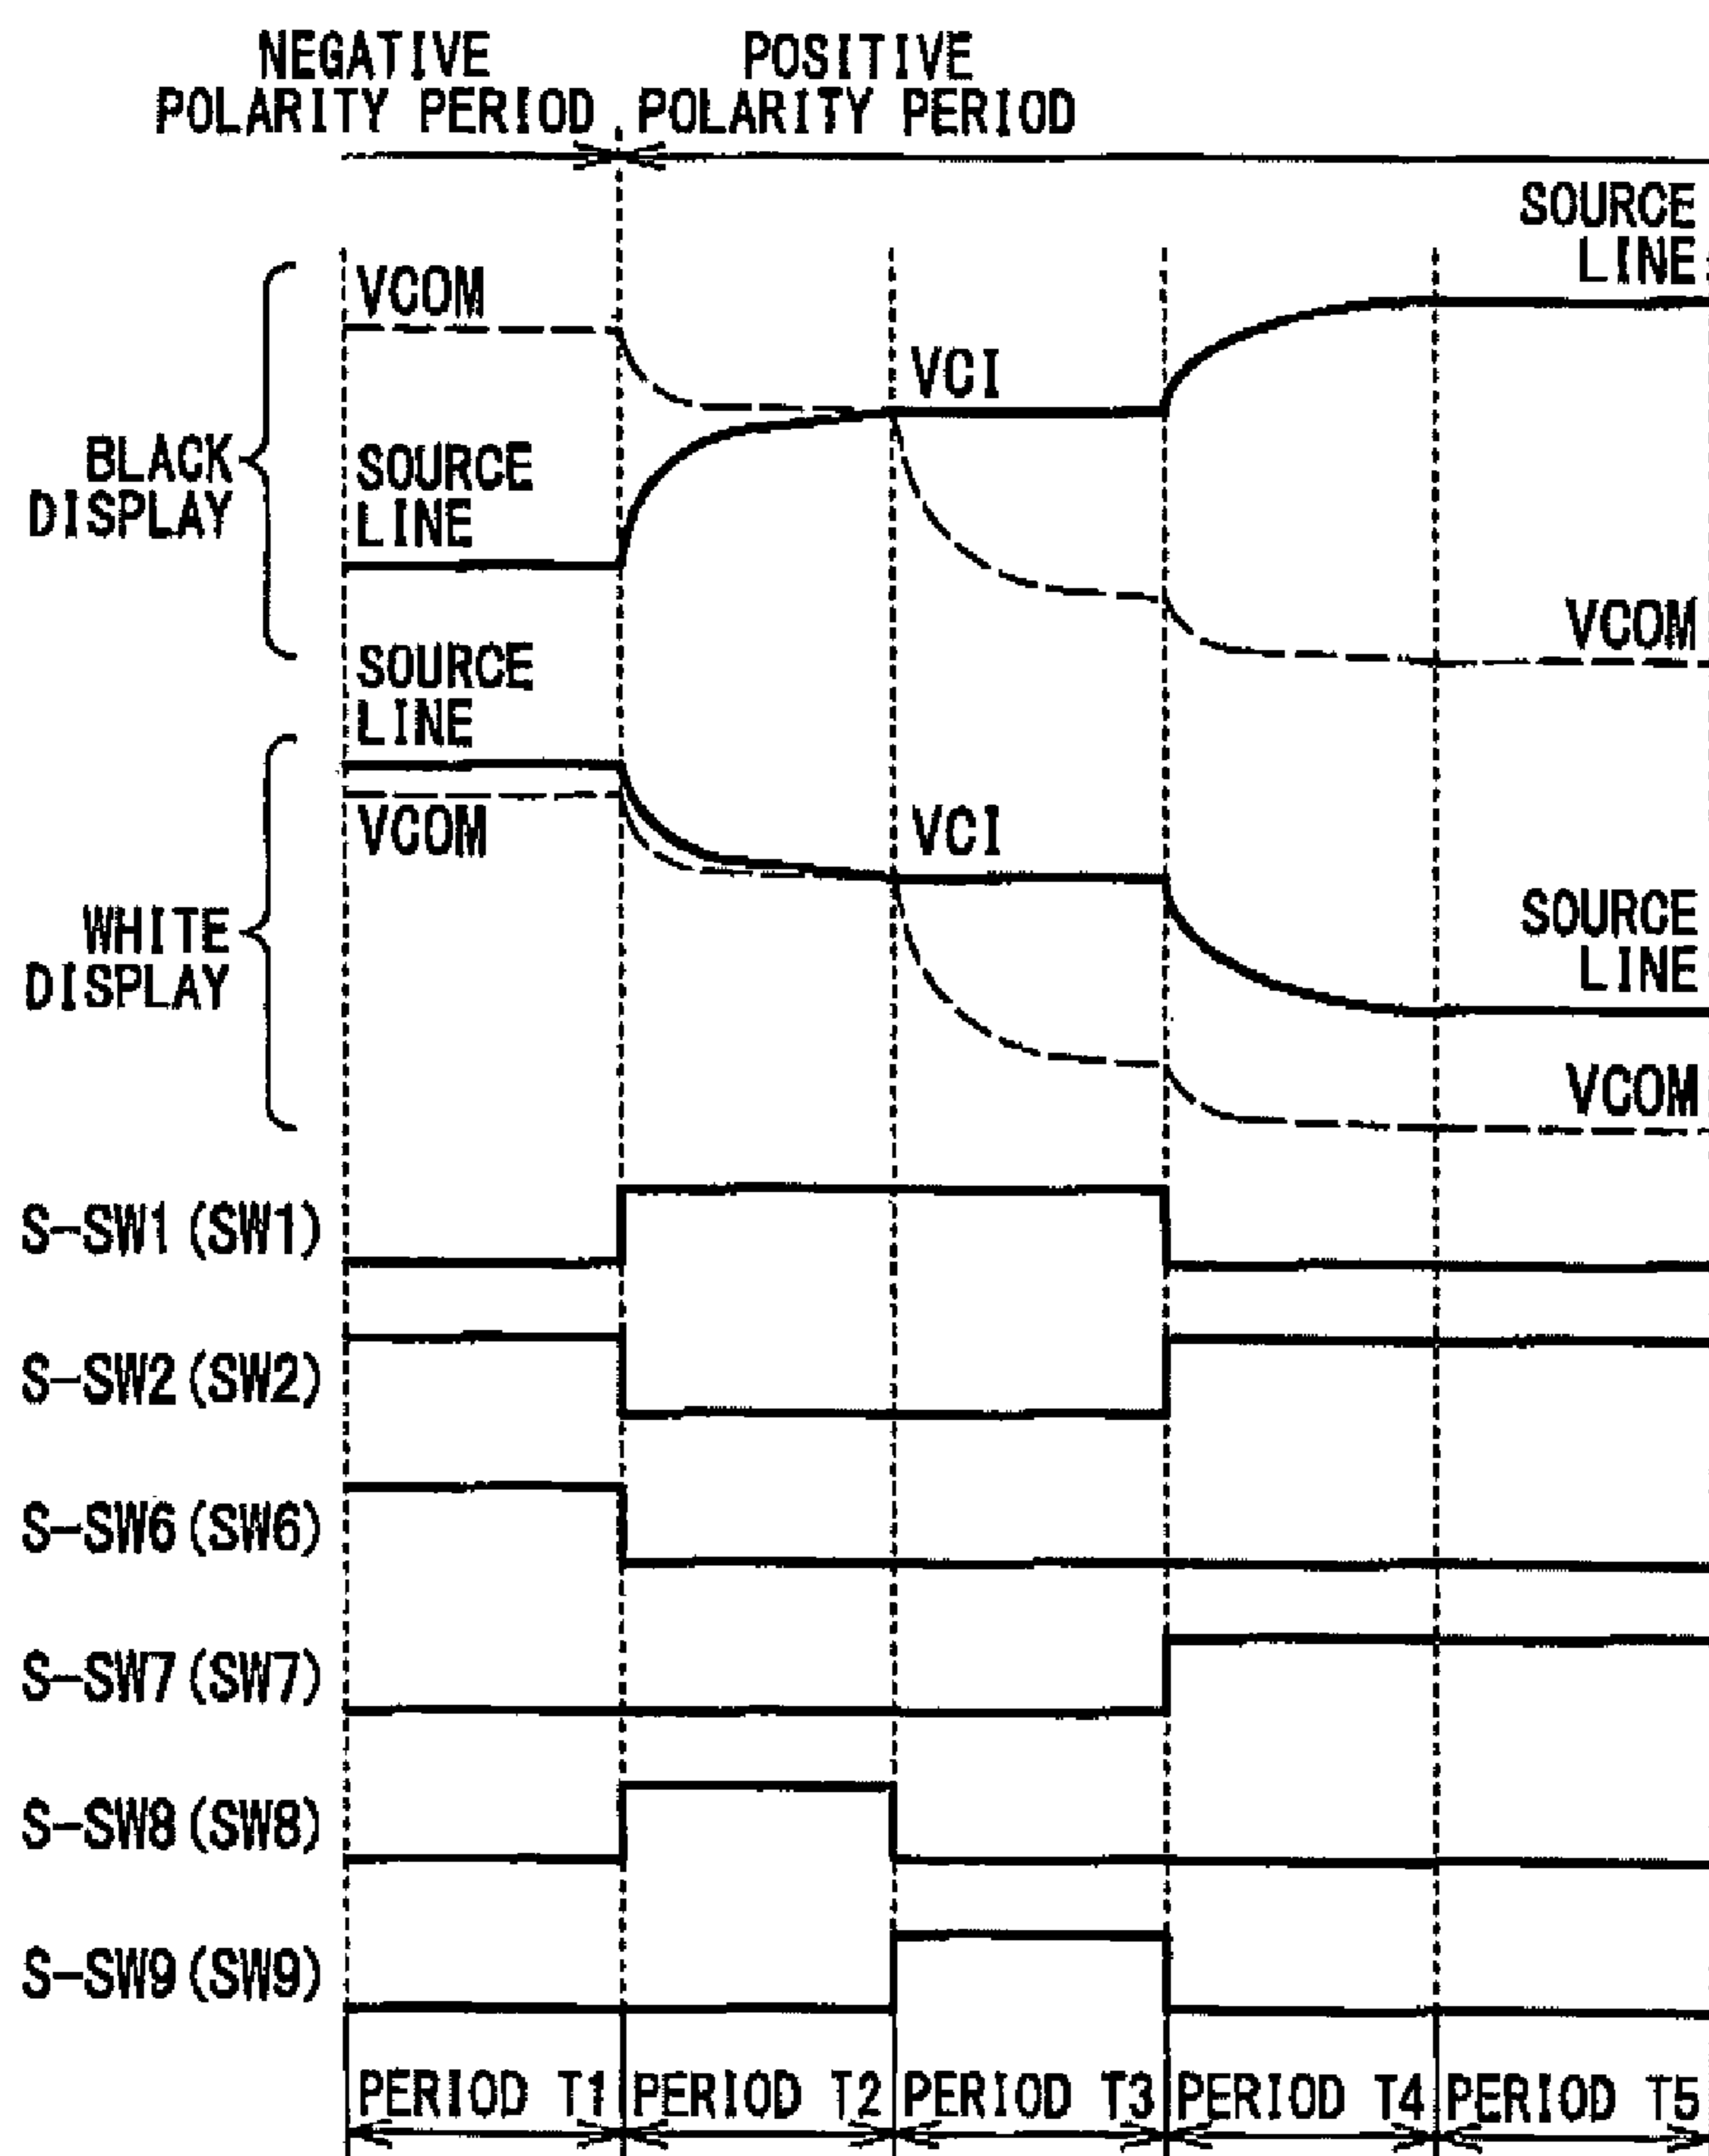 NEGATIVE
POLARITY PERIOD
POSITIVE
POLARITY PERIOD
SOURCE
LINE
VCOM
VCI
BLACK
DISPLAY
SOURCE
LINE
VCOM
SOURCE
LINE
VCOM
VCI
WHITE
DISPLAY
SOURCE
LINE
VCOM
S-SW1(SW1)
S-SW2(SW2)
S-SW6(SW6)
S-SW7(SW7)
S-SW8(SW8)
S-SW9(SW9)
PERIOD T1
PERIOD T2
PERIOD T3
PERIOD T4
PERIOD T5